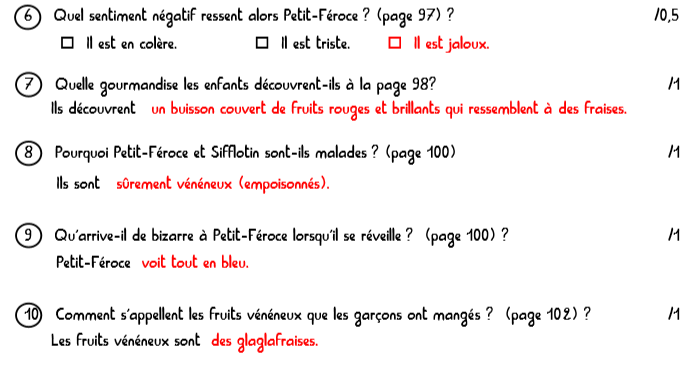 6 Quel sentiment négatif ressent alors Petit-Féroce ? (page 97) ? /0,5
Il est en colère. Il est triste. Il est jaloux.
7 Quelle gourmandise les enfants découvrent-ils à la page 98? /1
Ils découvrent un buisson couvert de fruits rouges et brillants qui ressemblent à des fraises.
8 Pourquoi Petit-Féroce et Sifflotin sont-ils malades ? (page 100) /1
Ils sont sûrement vénéneux (empoisonnés).
9 Qu'arrive-il de bizarre à Petit-Féroce lorsqu'il se réveille ? (page 100) ? /1
Petit-Féroce voit tout en bleu.
10 Comment s'appellent les fruits vénéneux que les garçons ont mangés ? (page 102) ? /1
Les fruits vénéneux sont des glaglafraises.